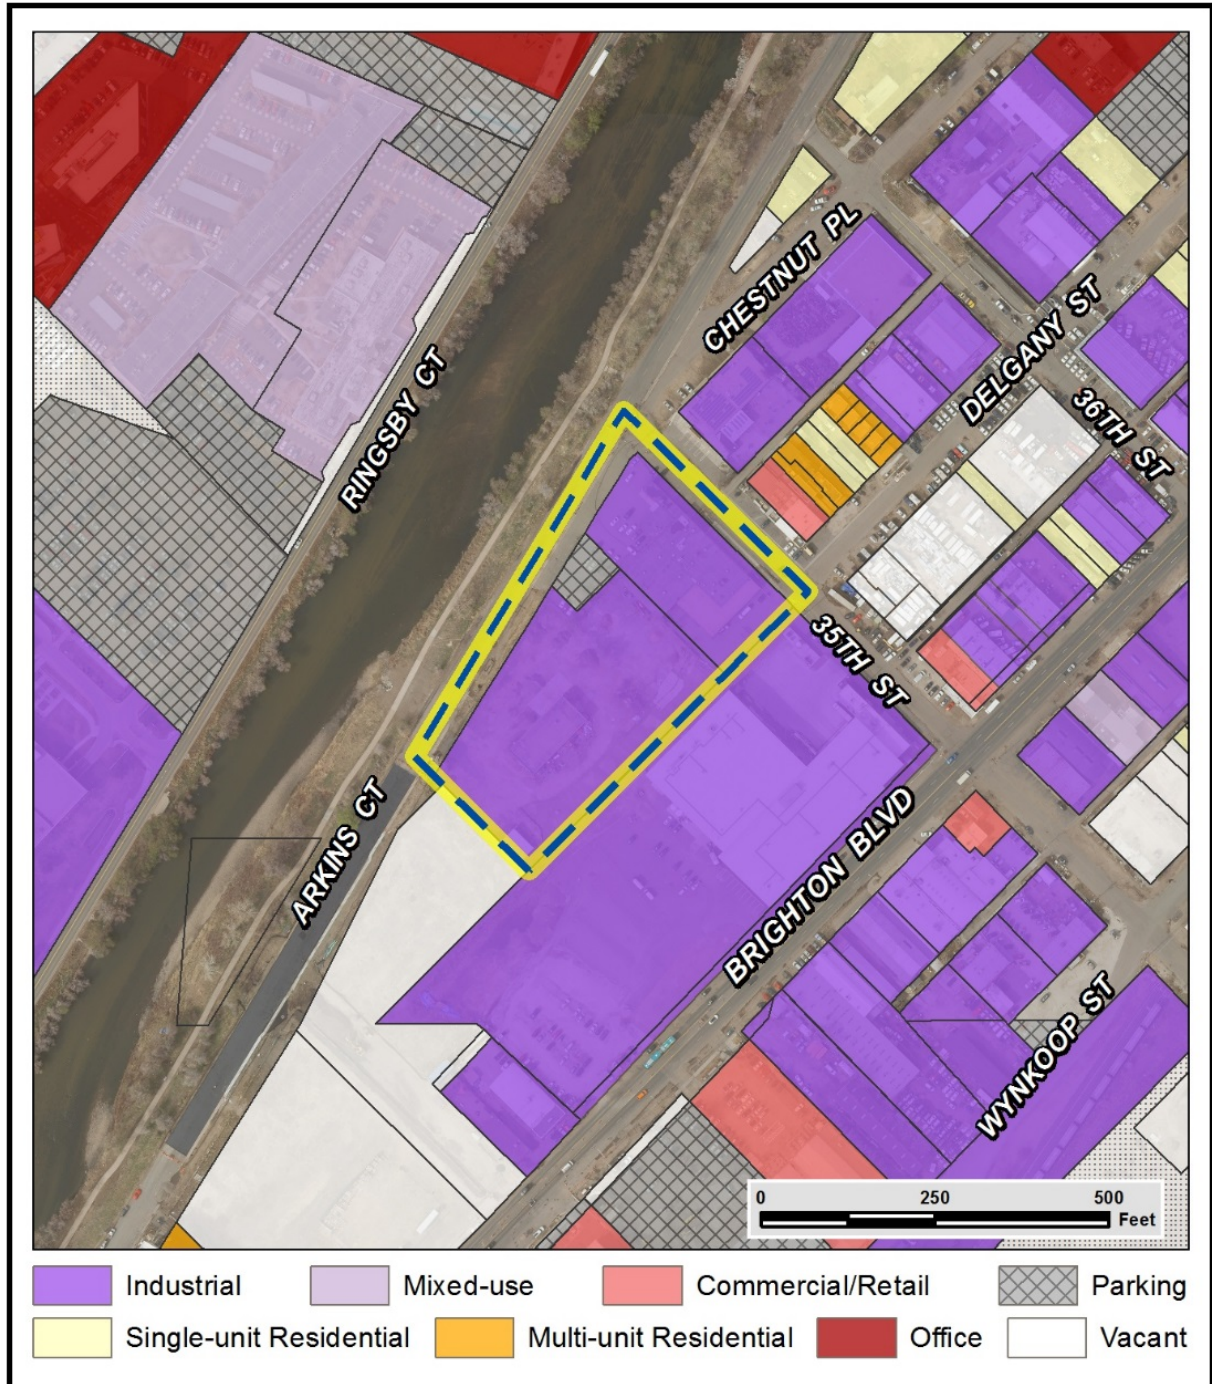 CHESTNUT PL
DELGANY ST
RINGSBY CT
36TH ST
35TH ST
ARKINS CT
BRIGHTON BLVD
WYNKOOP ST
0 250 500
Feet
Industrial Mixed-use Commercial/Retail Parking
Single-unit Residential Multi-unit Residential Office Vacant